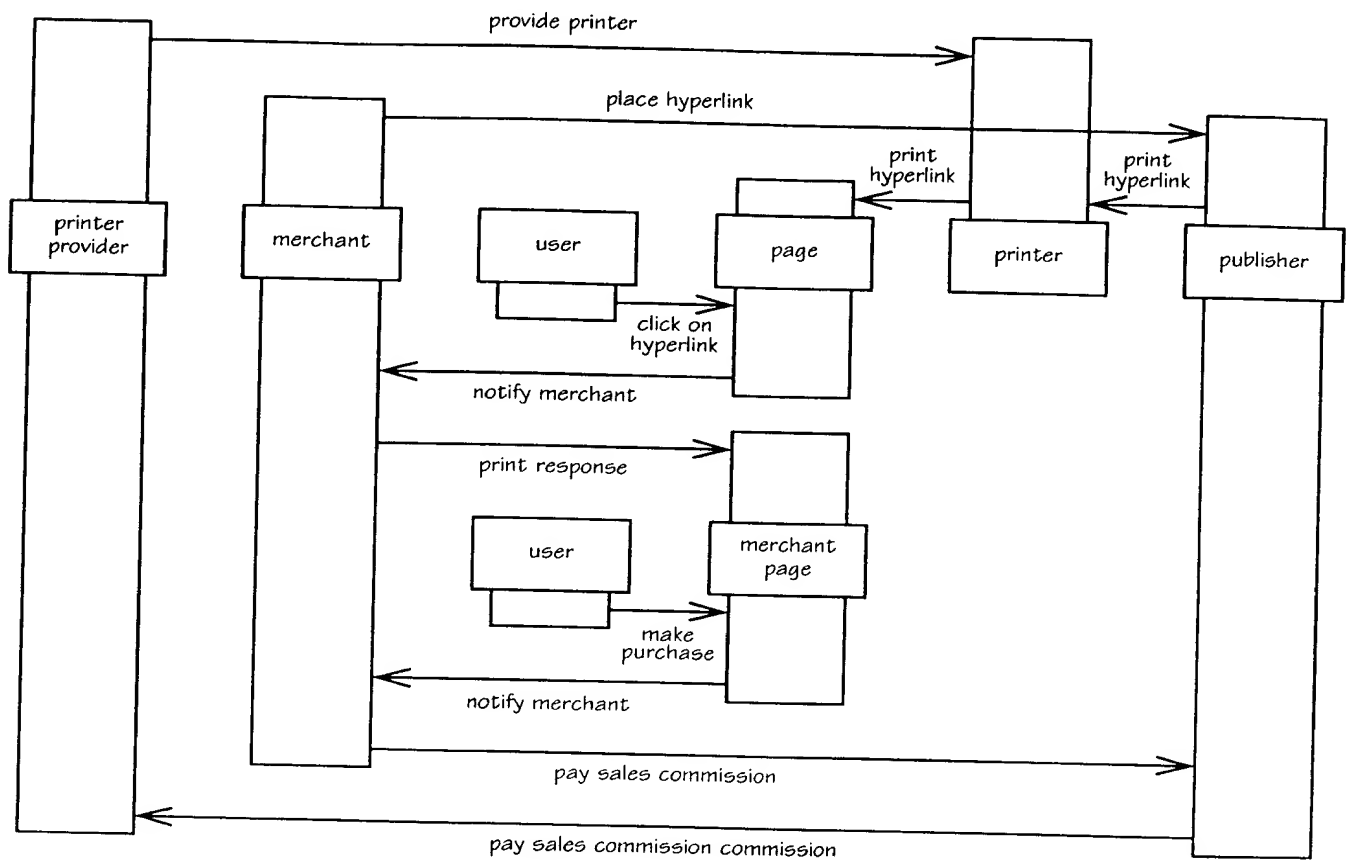 provide printer
place hyperlink
print
hyperlink
print
hyperlink
printer
provider
merchant
user
page
printer
publisher
click on
hyperlink
notify merchant
print response
user
merchant
page
make
purchase
notify merchant
pay sales commission
pay sales commission commission